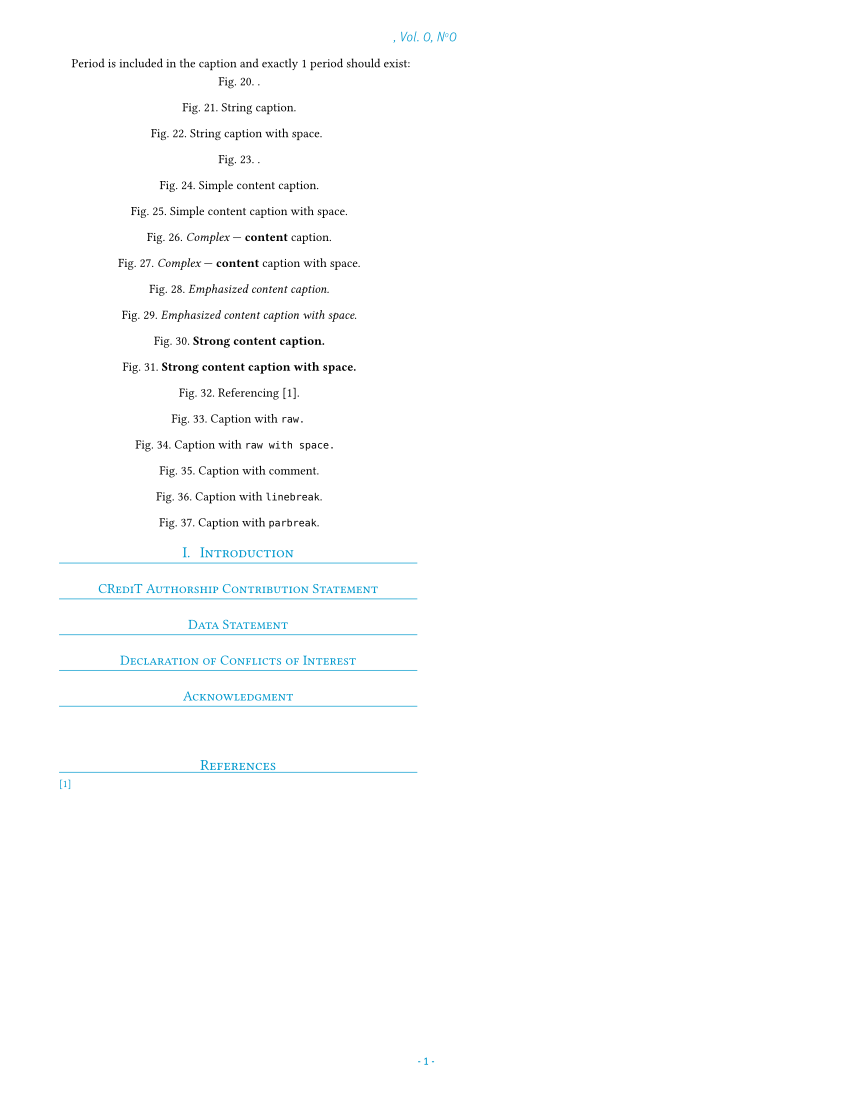 , Vol. 0, Nº0
Period is included in the caption and exactly 1 period should exist:
Fig. 20. .
Fig. 21. String caption.
Fig. 22. String caption with space.
Fig. 23. .
Fig. 24. Simple content caption.
Fig. 25. Simple content caption with space.
Fig. 26. Complex — content caption.
Fig. 27. Complex — content caption with space.
Fig. 28. Emphasized content caption.
Fig. 29. Emphasized content caption with space.
Fig. 30. Strong content caption.
Fig. 31. Strong content caption with space.
Fig. 32. Referencing [1].
Fig. 33. Caption with raw.
Fig. 34. Caption with raw with space.
Fig. 35. Caption with comment.
Fig. 36. Caption with linebreak.
Fig. 37. Caption with parbreak.
I. Introduction
CRediT Authorship Contribution Statement
Data Statement
Declaration of Conflicts of Interest
Acknowledgment
References
[1]
- 1 -